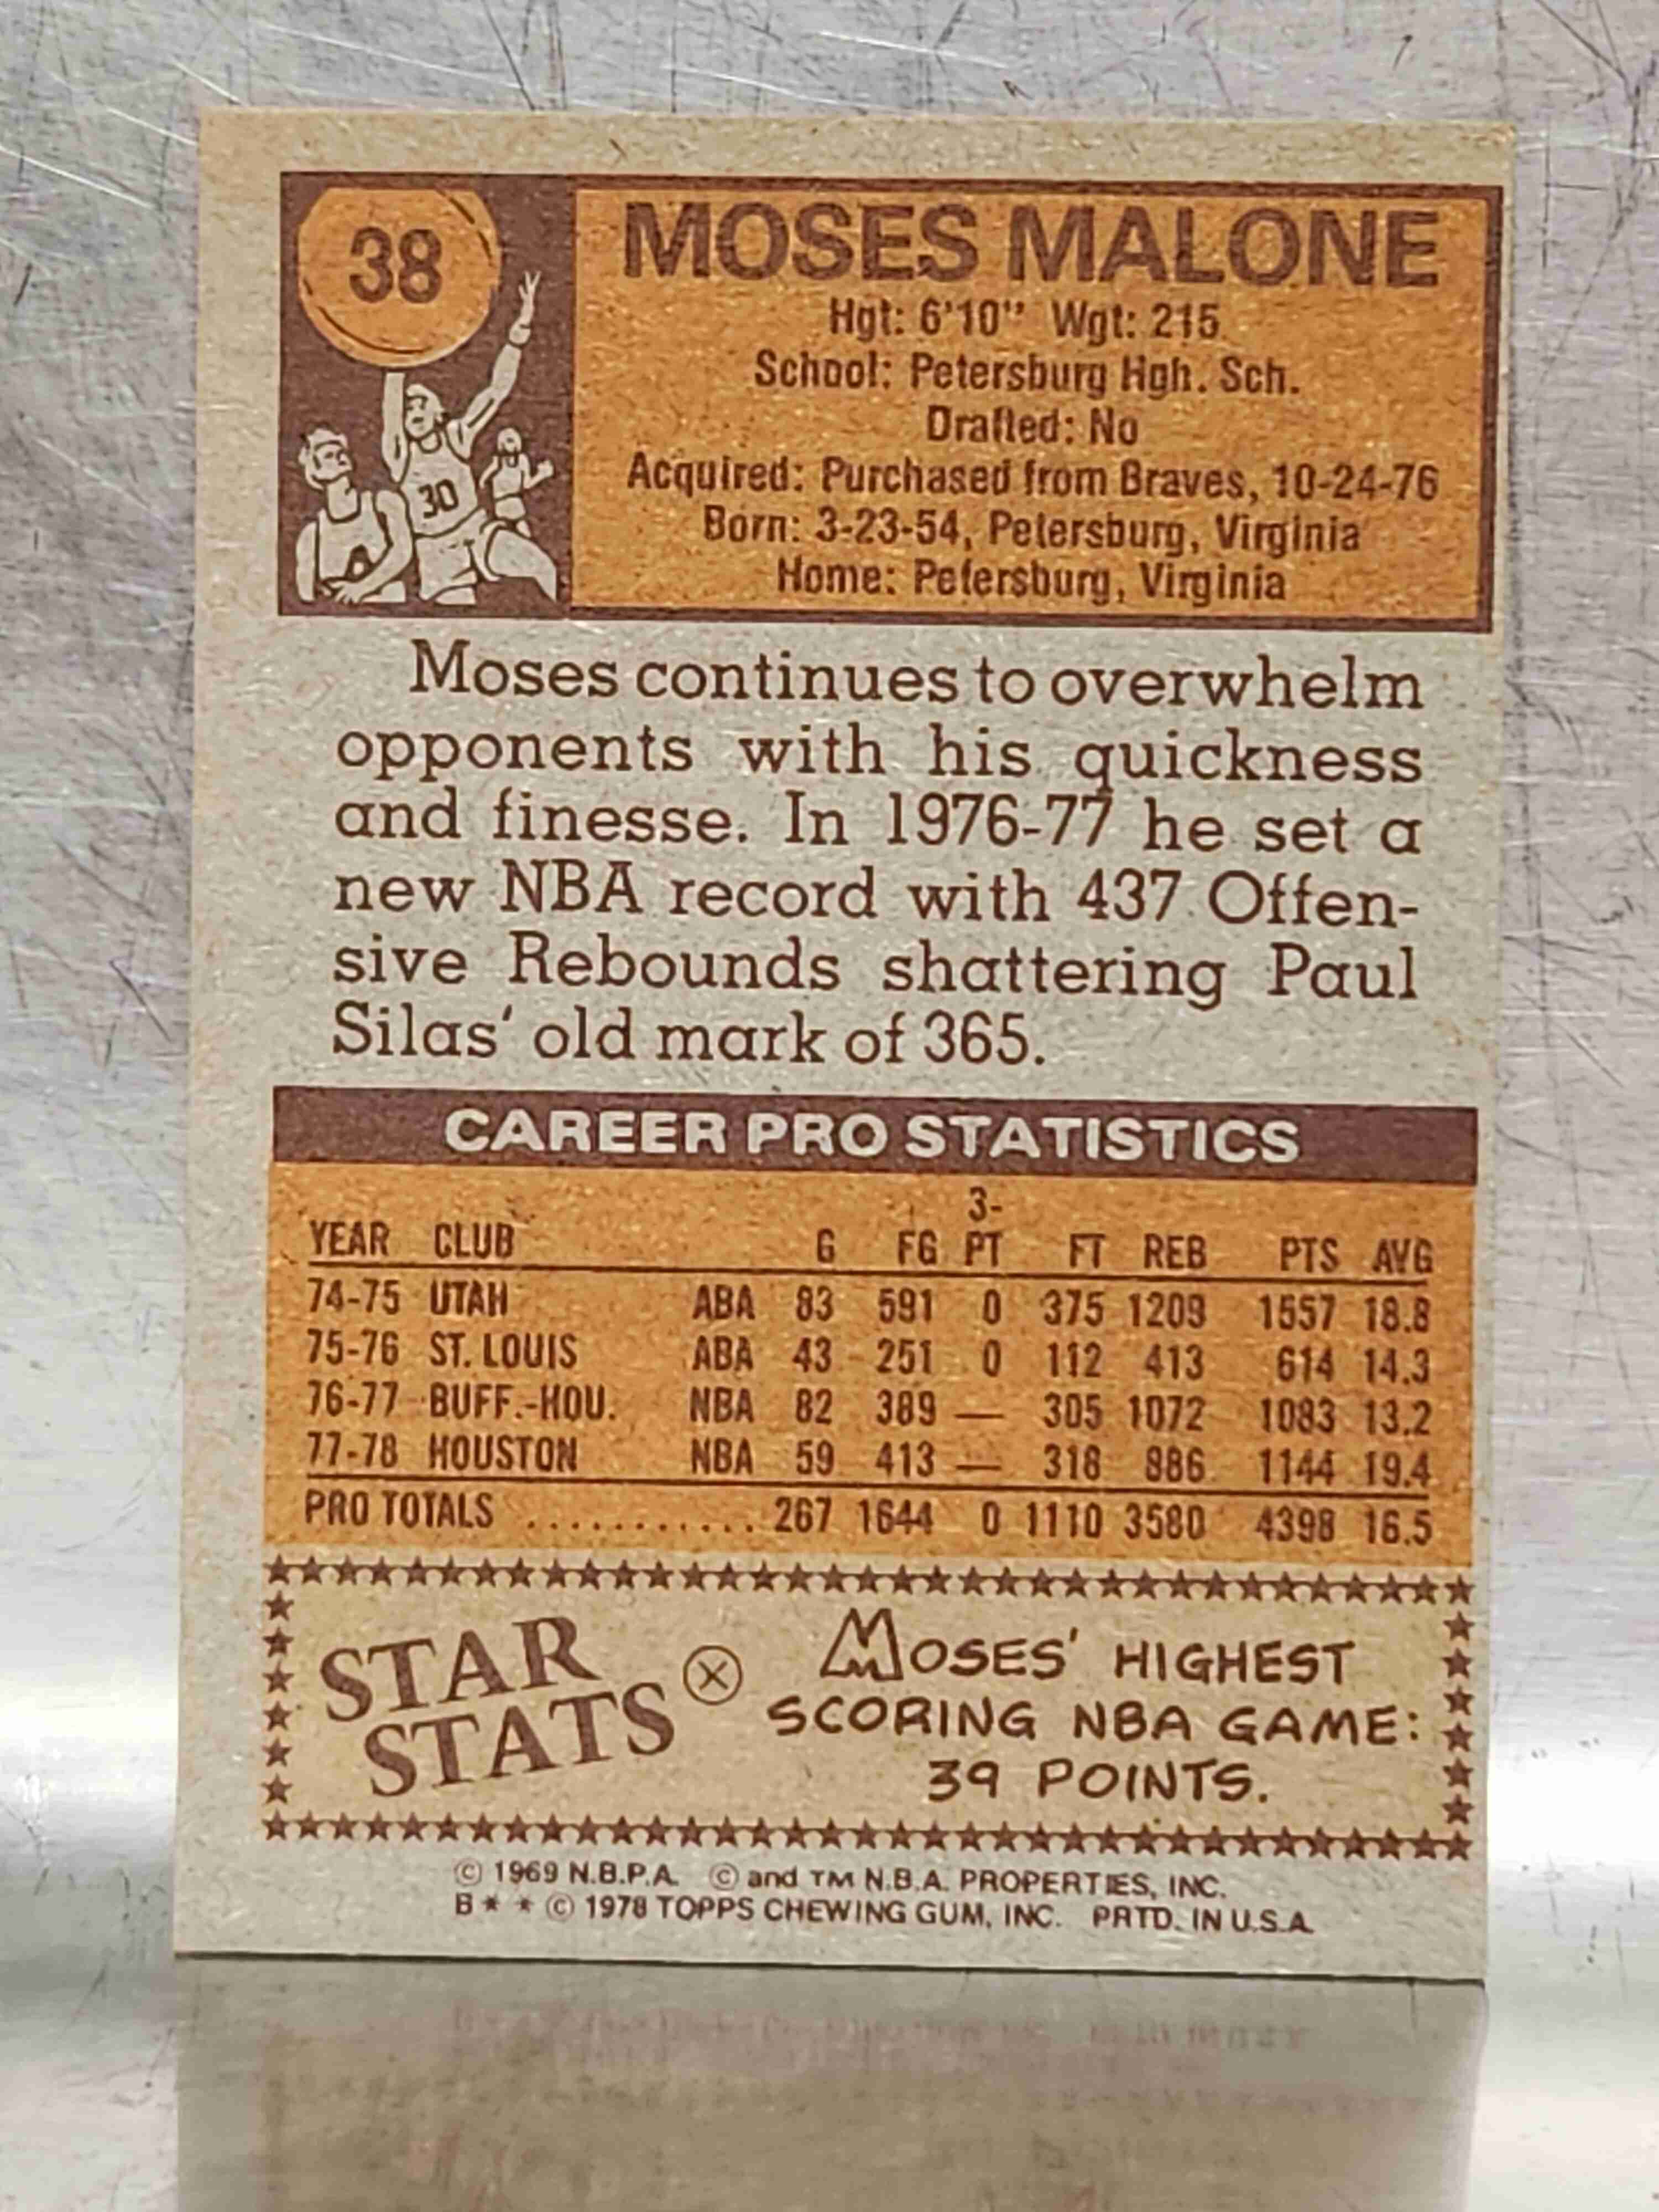 38
MOSES MALONE
Hgt: 6'10" Wgt: 215
School: Petersburg Hgh. Sch.
Drafted: No
Acquired: Purchased from Braves, 10-24-76
Born: 3-23-54, Petersburg, Virginia
Home: Petersburg, Virginia
30
Moses continues to overwhelm
opponents with his quickness
and finesse. In 1976-77 he set a
new NBA record with 437 Offen-
sive Rebounds shattering Paul
Silas' old mark of 365.
CAREER PRO STATISTICS
YEAR CLUB G FG 3-PT FT REB PTS AVG
74-75 UTAH ABA 83 591 0 375 1209 1557 18.8
75-76 ST. LOUIS ABA 43 251 0 112 413 614 14.3
76-77 BUFF.-HOU. NBA 82 389 — 305 1072 1083 13.2
77-78 HOUSTON NBA 59 413 — 318 886 1144 19.4
PRO TOTALS ............ 267 1644 0 1110 3580 4398 16.5
STAR
STATS
MOSES' HIGHEST
SCORING NBA GAME:
39 POINTS.
© 1969 N.B.P.A. © and TM N.B.A. PROPERTIES, INC.
B * * © 1978 TOPPS CHEWING GUM, INC. PRTD. IN U.S.A.